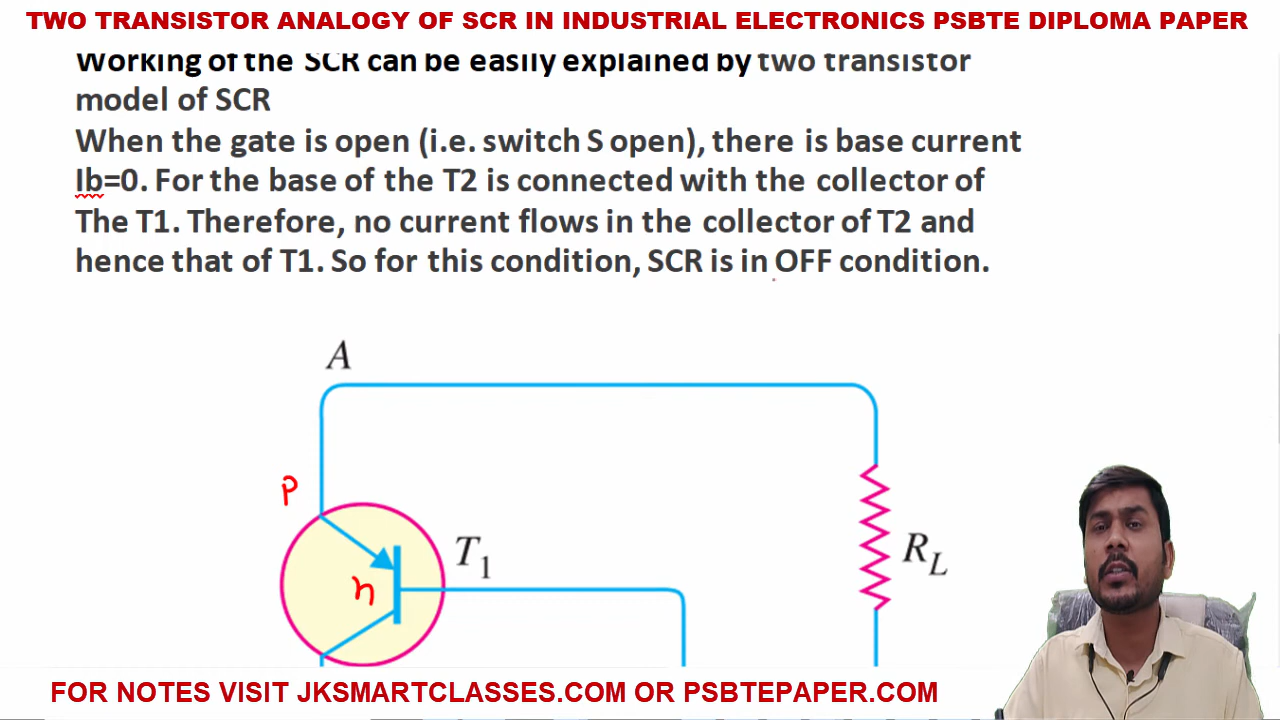 TWO TRANSISTOR ANALOGY OF SCR IN INDUSTRIAL ELECTRONICS PSBTE DIPLOMA PAPER
Working of the SCR can be easily explained by two transistor
model of SCR
When the gate is open (i.e. switch S open), there is base current
Ib=0. For the base of the T2 is connected with the collector of
The T1. Therefore, no current flows in the collector of T2 and
hence that of T1. So for this condition, SCR is in OFF condition.
A
P
T1
n
RL
FOR NOTES VISIT JKSMARTCLASSES.COM OR PSBTEPAPER.COM